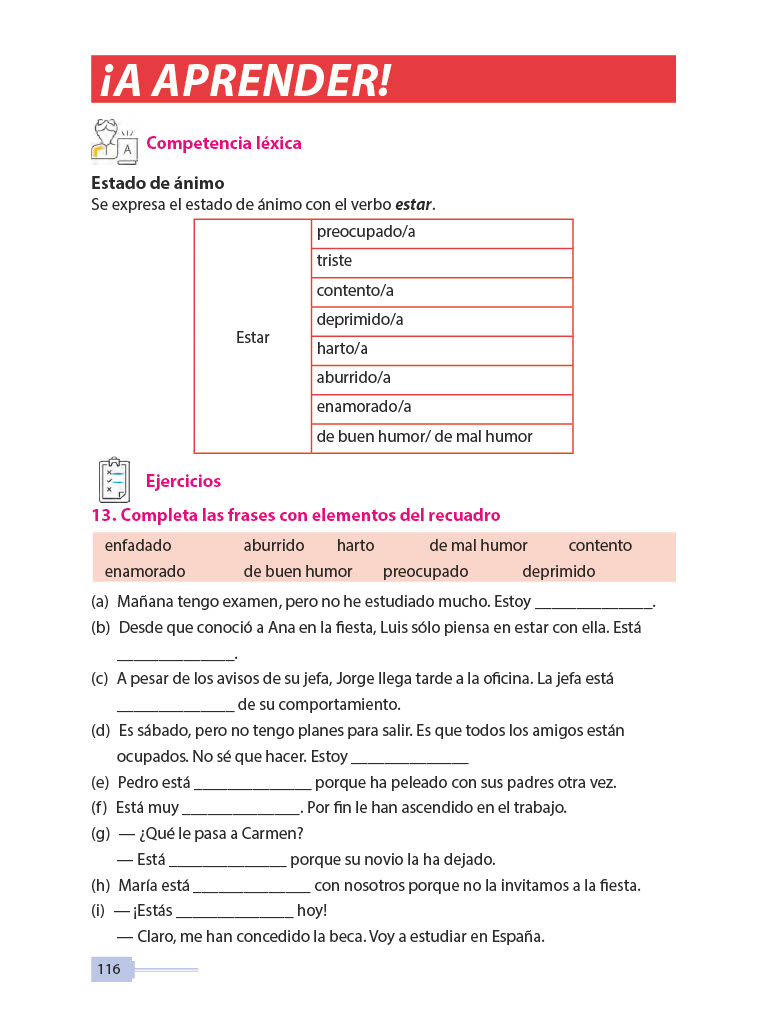 ¡A APRENDER!
A
Competencia léxica
Estado de ánimo
Se expresa el estado de ánimo con el verbo estar.
Estar
preocupado/a
triste
contento/a
deprimido/a
harto/a
aburrido/a
enamorado/a
de buen humor/ de mal humor
Ejercicios
13. Completa las frases con elementos del recuadro
enfadado aburrido harto de mal humor contento
enamorado de buen humor preocupado deprimido
(a) Mañana tengo examen, pero no he estudiado mucho. Estoy ______________.
(b) Desde que conoció a Ana en la fiesta, Luis sólo piensa en estar con ella. Está
______________.
(c) A pesar de los avisos de su jefa, Jorge llega tarde a la oficina. La jefa está
______________ de su comportamiento.
(d) Es sábado, pero no tengo planes para salir. Es que todos los amigos están
ocupados. No sé que hacer. Estoy ______________
(e) Pedro está ______________ porque ha peleado con sus padres otra vez.
(f) Está muy ______________. Por fin le han ascendido en el trabajo.
(g) — ¿Qué le pasa a Carmen?
— Está ______________ porque su novio la ha dejado.
(h) María está ______________ con nosotros porque no la invitamos a la fiesta.
(i) — ¡Estás ______________ hoy!
— Claro, me han concedido la beca. Voy a estudiar en España.
116